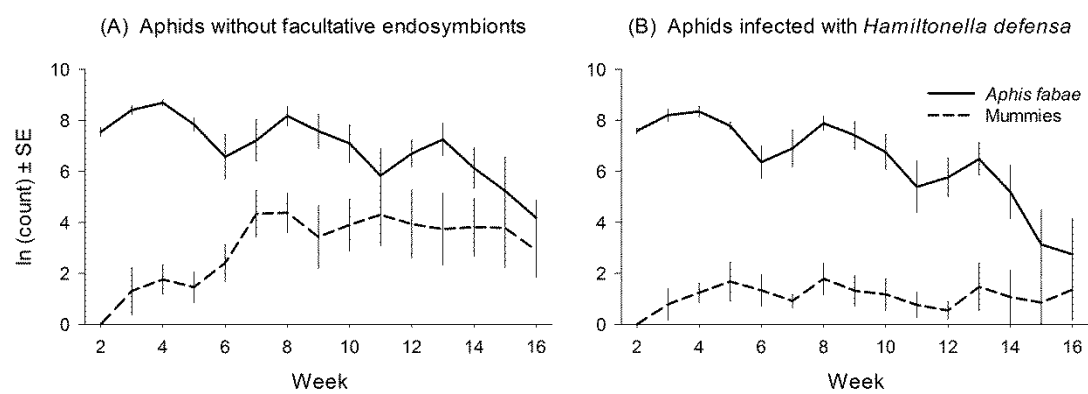 (A) Aphids without facultative endosymbionts
(B) Aphids infected with Hamiltonella defensa
ln (count) ± SE
10
8
6
4
2
0
2 4 6 8 10 12 14 16
Week
10
8
6
4
2
0
2 4 6 8 10 12 14 16
Week
Aphis fabae
Mummies